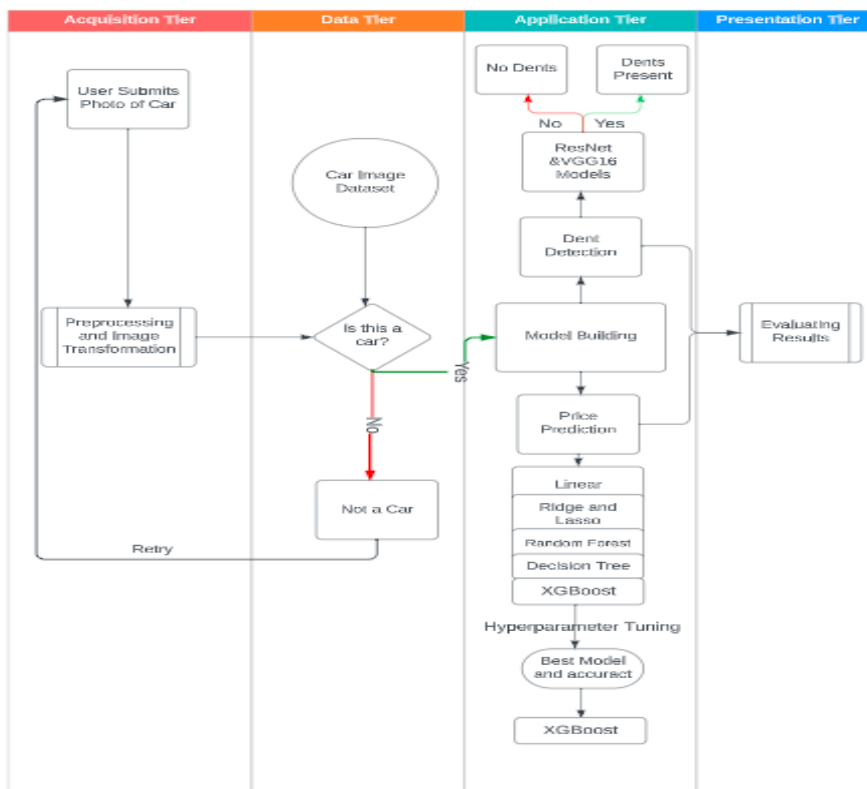 Acquisition Tier
Data Tier
Application Tier
Presentation Tier
User Submits
Photo of Car
Preprocessing
and Image
Transformation
Car Image
Dataset
Is this a
car?
Yes
No
Not a Car
Retry
No Dents
Dents
Present
No
Yes
ResNet
&VGG16
Models
Dent
Detection
Model Building
Price
Prediction
Linear
Ridge and
Lasso
Random Forest
Decision Tree
XGBoost
Hyperparameter Tuning
Best Model
and accuract
XGBoost
Evaluating
Results